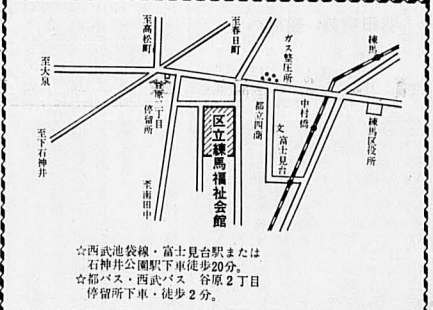 至高松町
至春日町
ガス整圧所
練馬
至大泉
谷原二丁目
停留所
都立四商
中村橋
練馬区役所
文
富士見台
区立練馬福祉会館
至下石神井
至南田中
☆西武池袋線・富士見台駅または
石神井公園駅下車徒歩20分。
☆都バス・西武バス 谷原2丁目
停留所下車・徒歩2分。